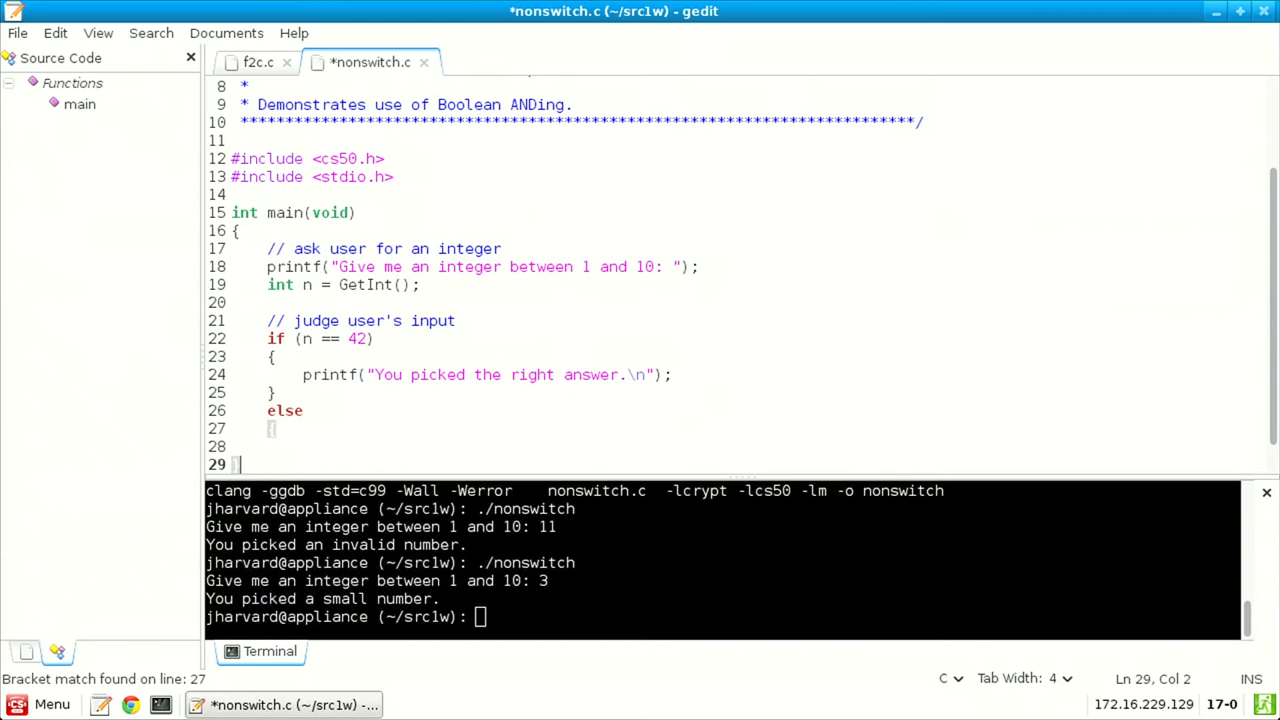 *nonswitch.c (~/src1w) - gedit
File Edit View Search Documents Help
Source Code
f2c.c
*nonswitch.c
Functions
main
8 *
9 * Demonstrates use of Boolean ANDing.
10 ***************************************************************************/
11
12 #include <cs50.h>
13 #include <stdio.h>
14
15 int main(void)
16 {
17 // ask user for an integer
18 printf("Give me an integer between 1 and 10: ");
19 int n = GetInt();
20
21 // judge user's input
22 if (n == 42)
23 {
24 printf("You picked the right answer.\n");
25 }
26 else
27 {
28
29 }
clang -ggdb -std=c99 -Wall -Werror    nonswitch.c  -lcrypt -lcs50 -lm -o nonswitch
jharvard@appliance (~/src1w): ./nonswitch
Give me an integer between 1 and 10: 11
You picked an invalid number.
jharvard@appliance (~/src1w): ./nonswitch
Give me an integer between 1 and 10: 3
You picked a small number.
jharvard@appliance (~/src1w):
Terminal
Bracket match found on line: 27
C Tab Width: 4 Ln 29, Col 2 INS
Menu
*nonswitch.c (~/src1w) -...
172.16.229.129 17-0